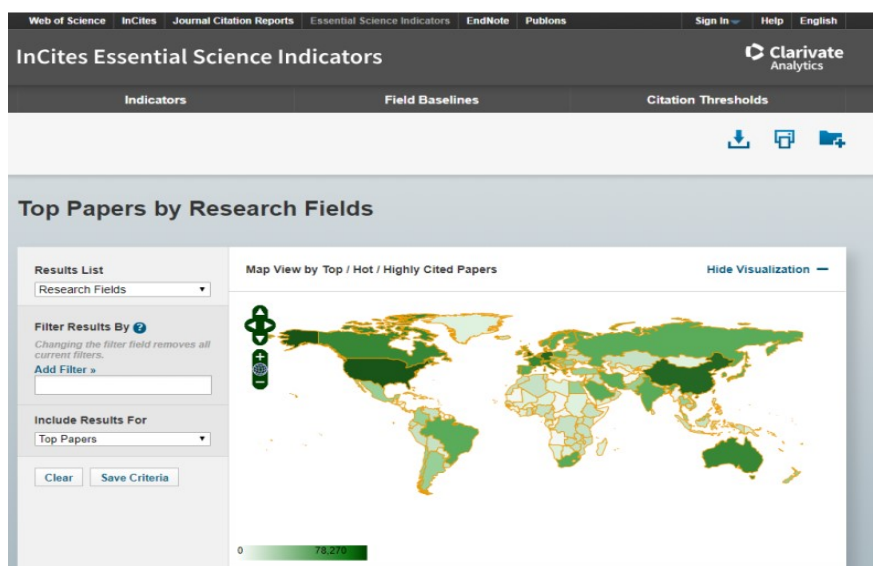 Web of Science InCites Journal Citation Reports Essential Science Indicators EndNote Publons Sign In Help English
InCites Essential Science Indicators
Clarivate
Analytics
Indicators Field Baselines Citation Thresholds
Top Papers by Research Fields
Results List
Research Fields
Filter Results By ?
Changing the filter field removes all
current filters.
Add Filter »
Include Results For
Top Papers
Clear Save Criteria
Map View by Top / Hot / Highly Cited Papers Hide Visualization −
+
−
0 78,270